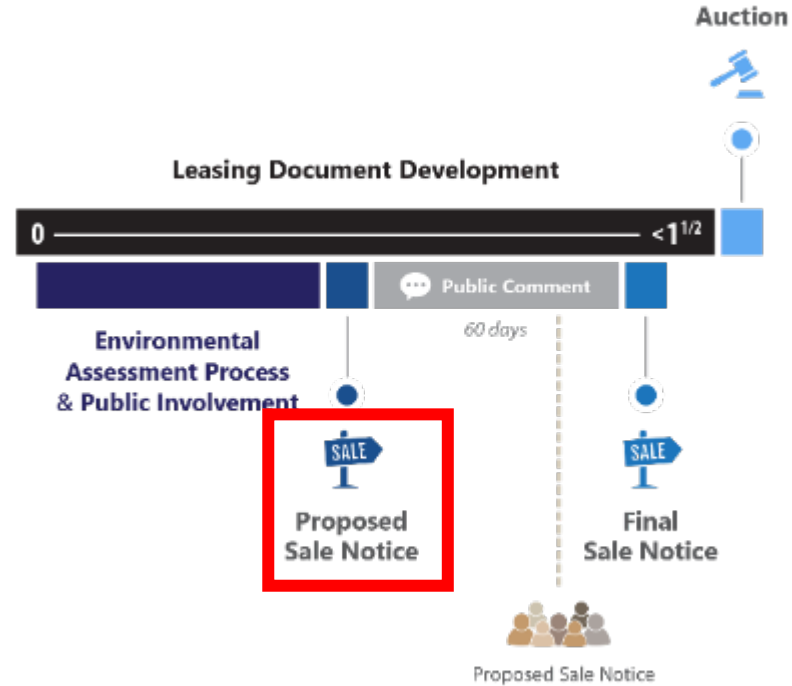 Auction
Leasing Document Development
0 <1 1/2
Public Comment
60 days
Environmental
Assessment Process
& Public Involvement
SALE
SALE
Proposed
Sale Notice
Final
Sale Notice
Proposed Sale Notice